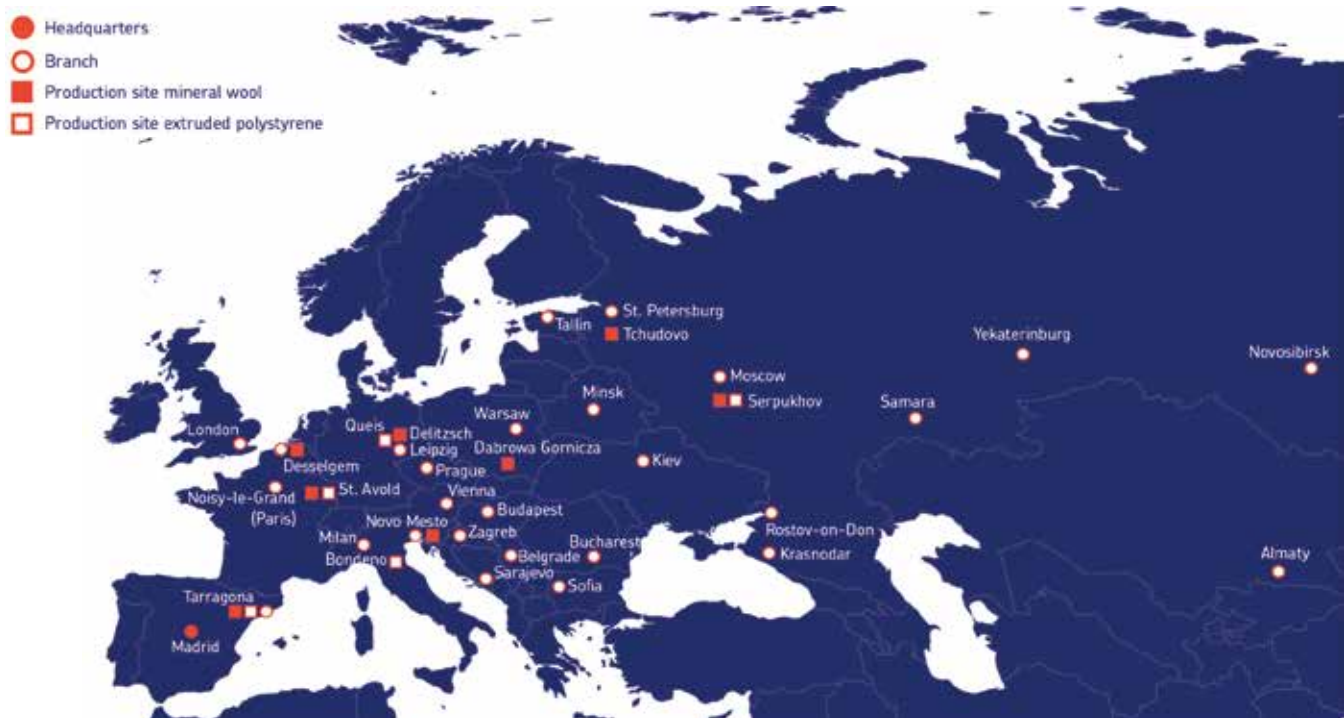 Headquarters
Branch
Production site mineral wool
Production site extruded polystyrene
St. Petersburg
Tallin
Tchudovo
Yekaterinburg
Novosibirsk
Moscow
Minsk
Serpukhov
Samara
Warsaw
London
Queis
Delitzsch
Leipzig
Dabrowa Gornicza
Kiev
Desselgem
Prague
Noisy-le-Grand
(Paris)
St. Avold
Vienna
Budapest
Novo Mesto
Rostov-on-Don
Milan
Zagreb
Bucharest
Krasnodar
Almaty
Bondeno
Belgrade
Sarajevo
Sofia
Tarragona
Madrid